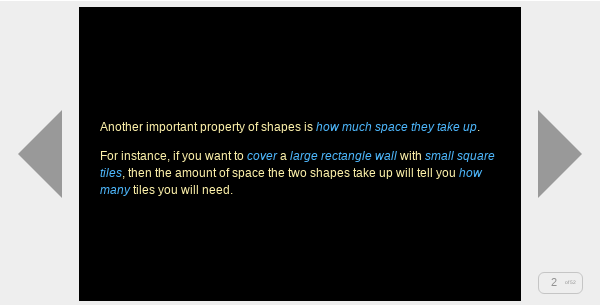 Another important property of shapes is how much space they take up.
For instance, if you want to cover a large rectangle wall with small square
tiles, then the amount of space the two shapes take up will tell you how
many tiles you will need.
2 of 52